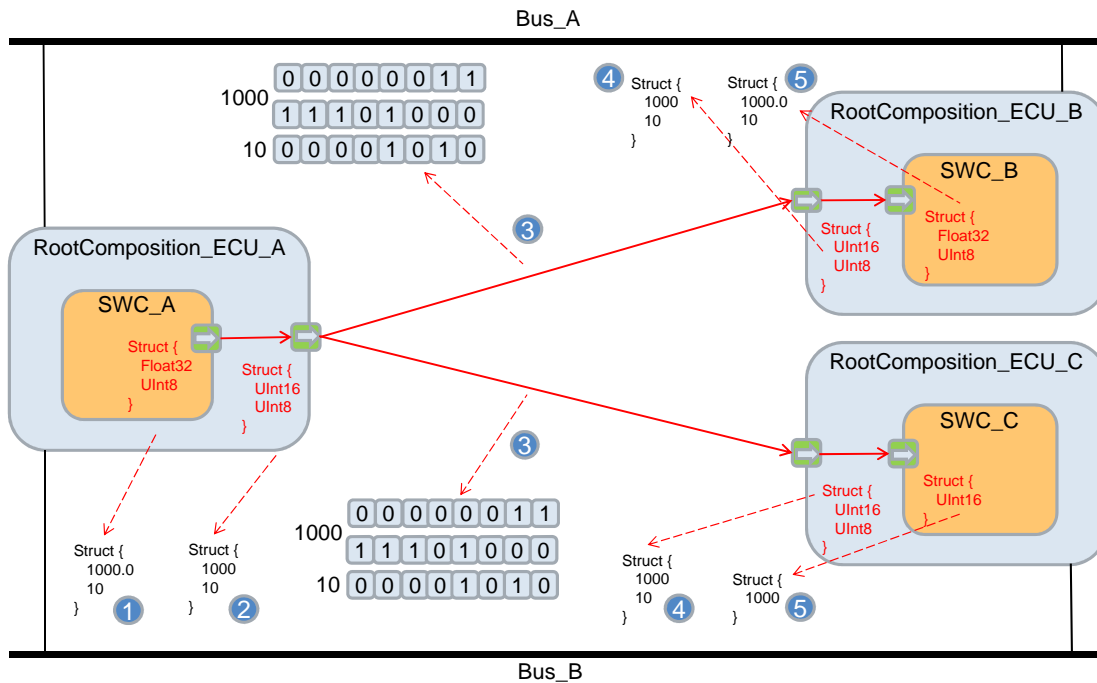 Bus_A
0 0 0 0 0 0 1 1
1000
1 1 1 0 1 0 0 0
10 0 0 0 0 1 0 1 0
3
4
Struct {
1000
10
}
Struct {
1000.0
10
}
5
RootComposition_ECU_B
SWC_B
Struct {
UInt16
UInt8
}
Struct {
Float32
UInt8
}
RootComposition_ECU_A
SWC_A
Struct {
Float32
UInt8
}
Struct {
UInt16
UInt8
}
RootComposition_ECU_C
SWC_C
Struct {
UInt16
UInt8
}
Struct {
UInt16
}
3
0 0 0 0 0 0 1 1
1000
1 1 1 0 1 0 0 0
10 0 0 0 0 1 0 1 0
Struct {
1000.0
10
}
1
Struct {
1000
10
}
2
Struct {
1000
10
}
4
Struct {
1000
}
5
Bus_B